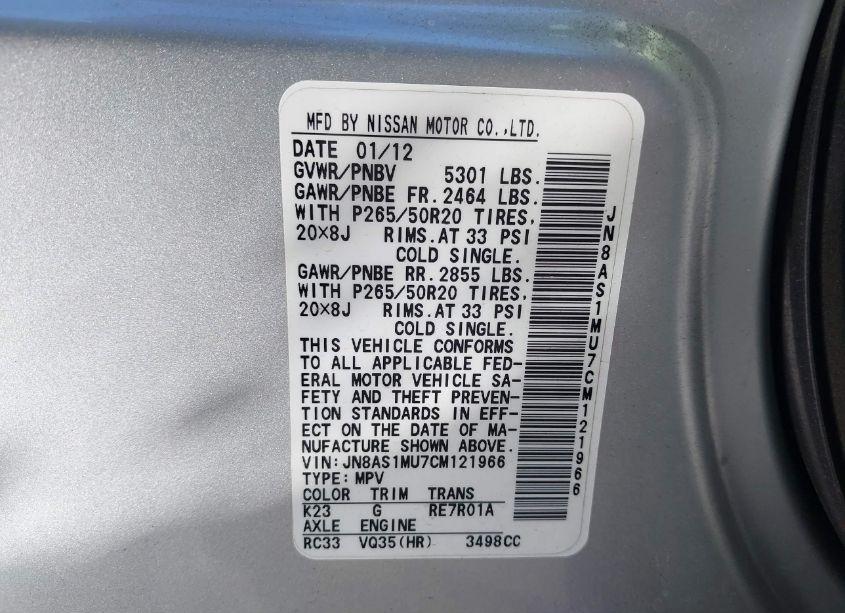 MFD BY NISSAN MOTOR CO.,LTD.
DATE 01/12
GVWR/PNBV 5301 LBS.
GAWR/PNBE FR. 2464 LBS.
WITH P265/50R20 TIRES,
20×8J RIMS.AT 33 PSI
COLD SINGLE.
GAWR/PNBE RR. 2855 LBS.
WITH P265/50R20 TIRES,
20×8J RIMS.AT 33 PSI
COLD SINGLE.
THIS VEHICLE CONFORMS
TO ALL APPLICABLE FED-
ERAL MOTOR VEHICLE SA-
FETY AND THEFT PREVEN-
TION STANDARDS IN EFF-
ECT ON THE DATE OF MA-
NUFACTURE SHOWN ABOVE.
VIN:JN8AS1MU7CM121966
TYPE:MPV
COLOR TRIM TRANS
K23 G RE7R01A
AXLE ENGINE
RC33 VQ35(HR) 3498CC
JN8AS1MU7CM121966